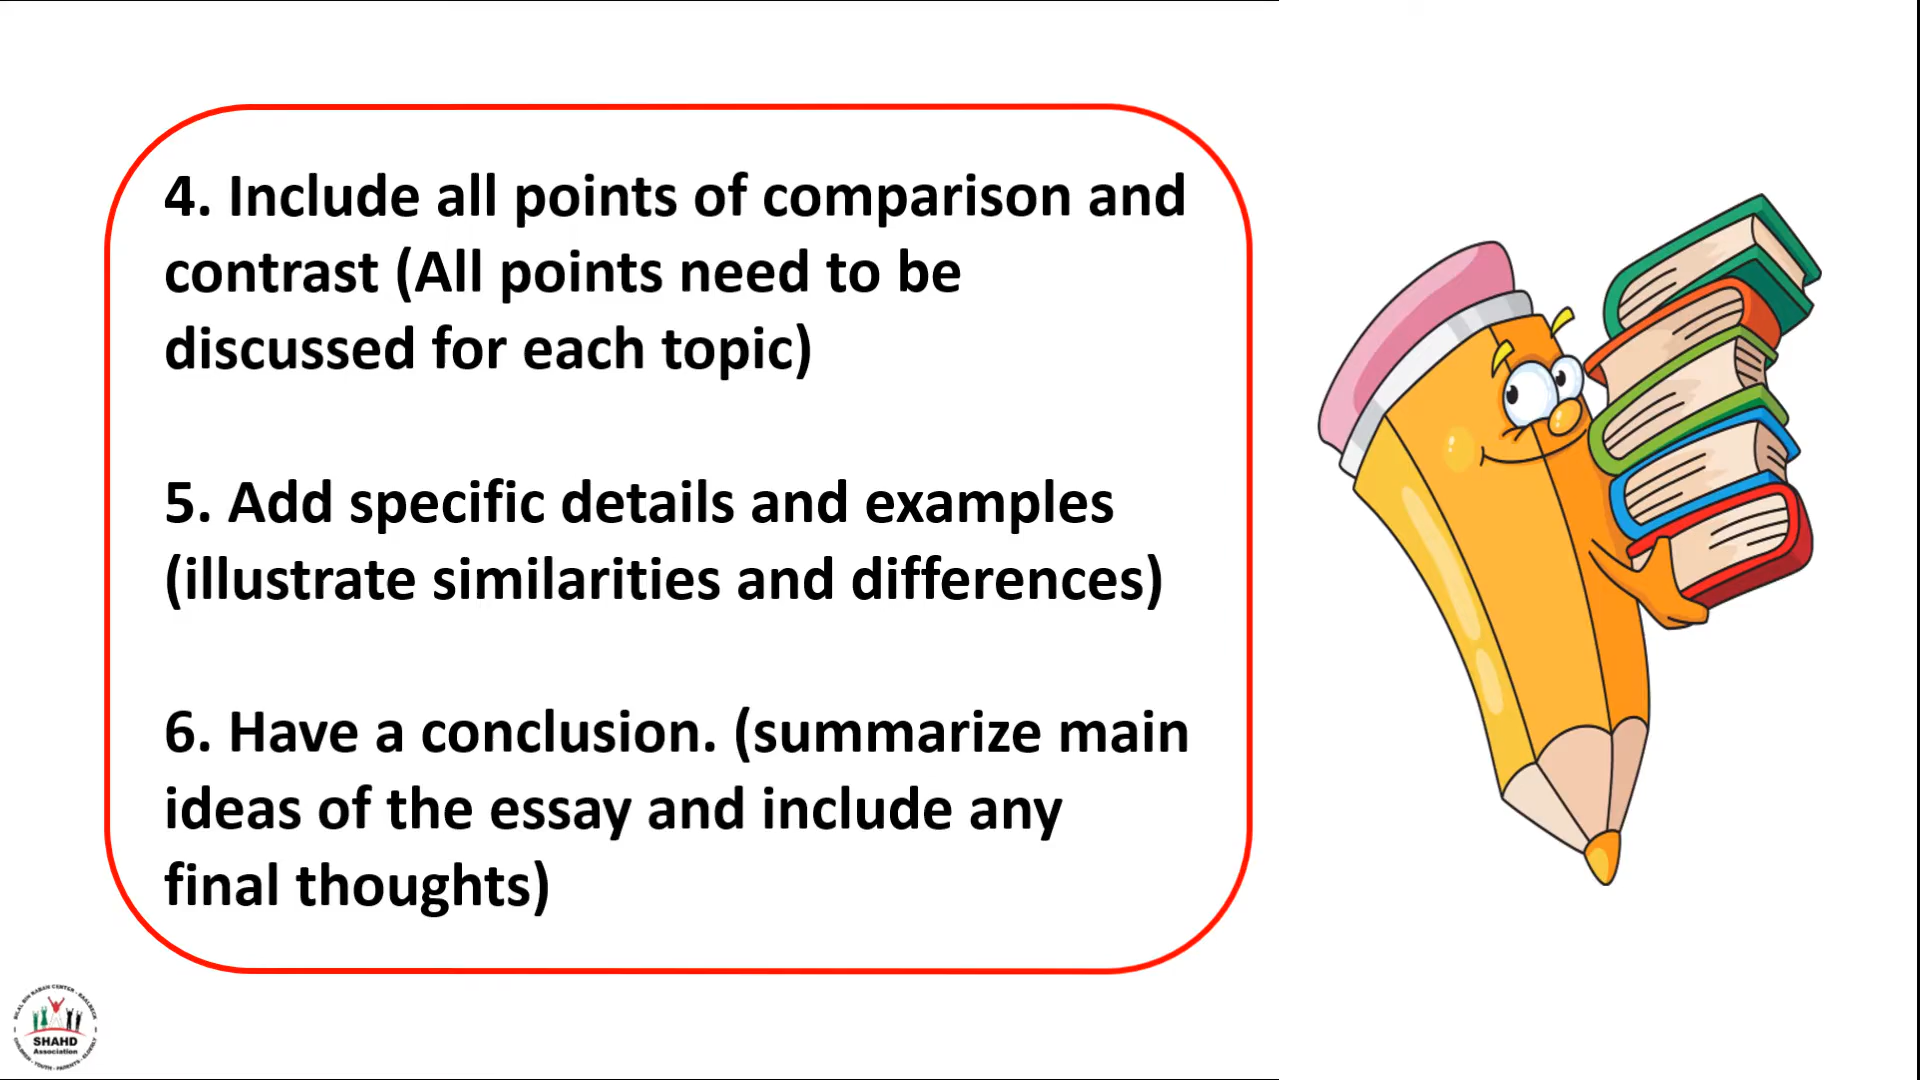 4. Include all points of comparison and
contrast (All points need to be
discussed for each topic)
5. Add specific details and examples
(illustrate similarities and differences)
6. Have a conclusion. (summarize main
ideas of the essay and include any
final thoughts)
SHAHD
Association